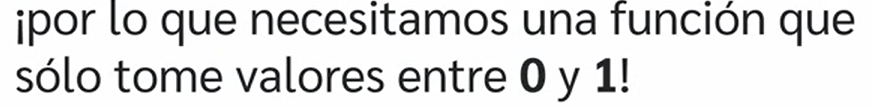 ¡por lo que necesitamos una función que
sólo tome valores entre 0 y 1!